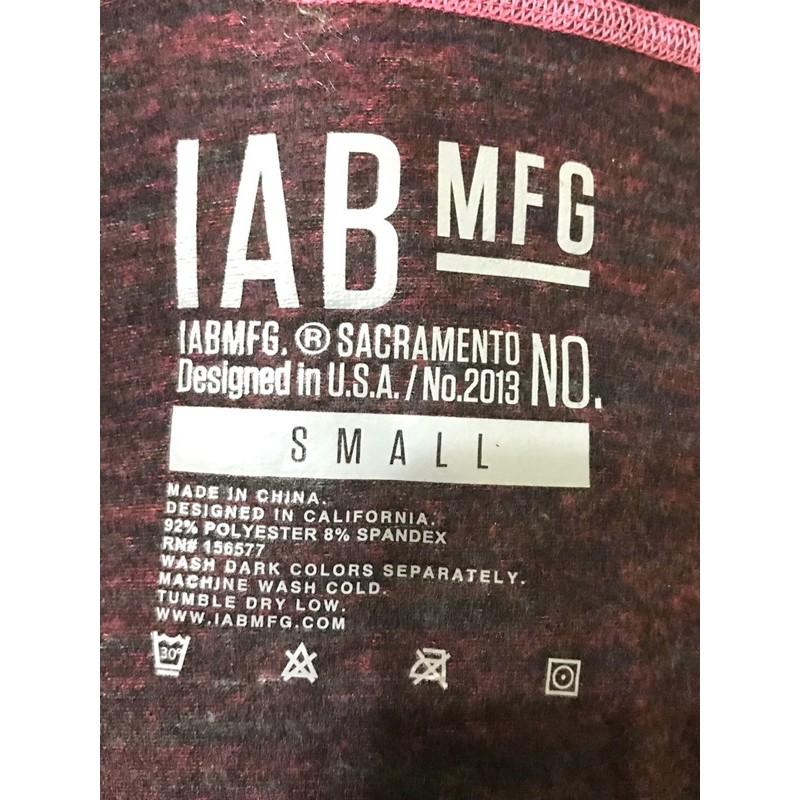 IAB MFG
IABMFG. ® SACRAMENTO
Designed in U.S.A. / No.2013 NO.
SMALL
MADE IN CHINA.
DESIGNED IN CALIFORNIA.
92% POLYESTER 8% SPANDEX
RN# 156577
WASH DARK COLORS SEPARATELY.
MACHINE WASH COLD.
TUMBLE DRY LOW.
WWW.IABMFG.COM
30°